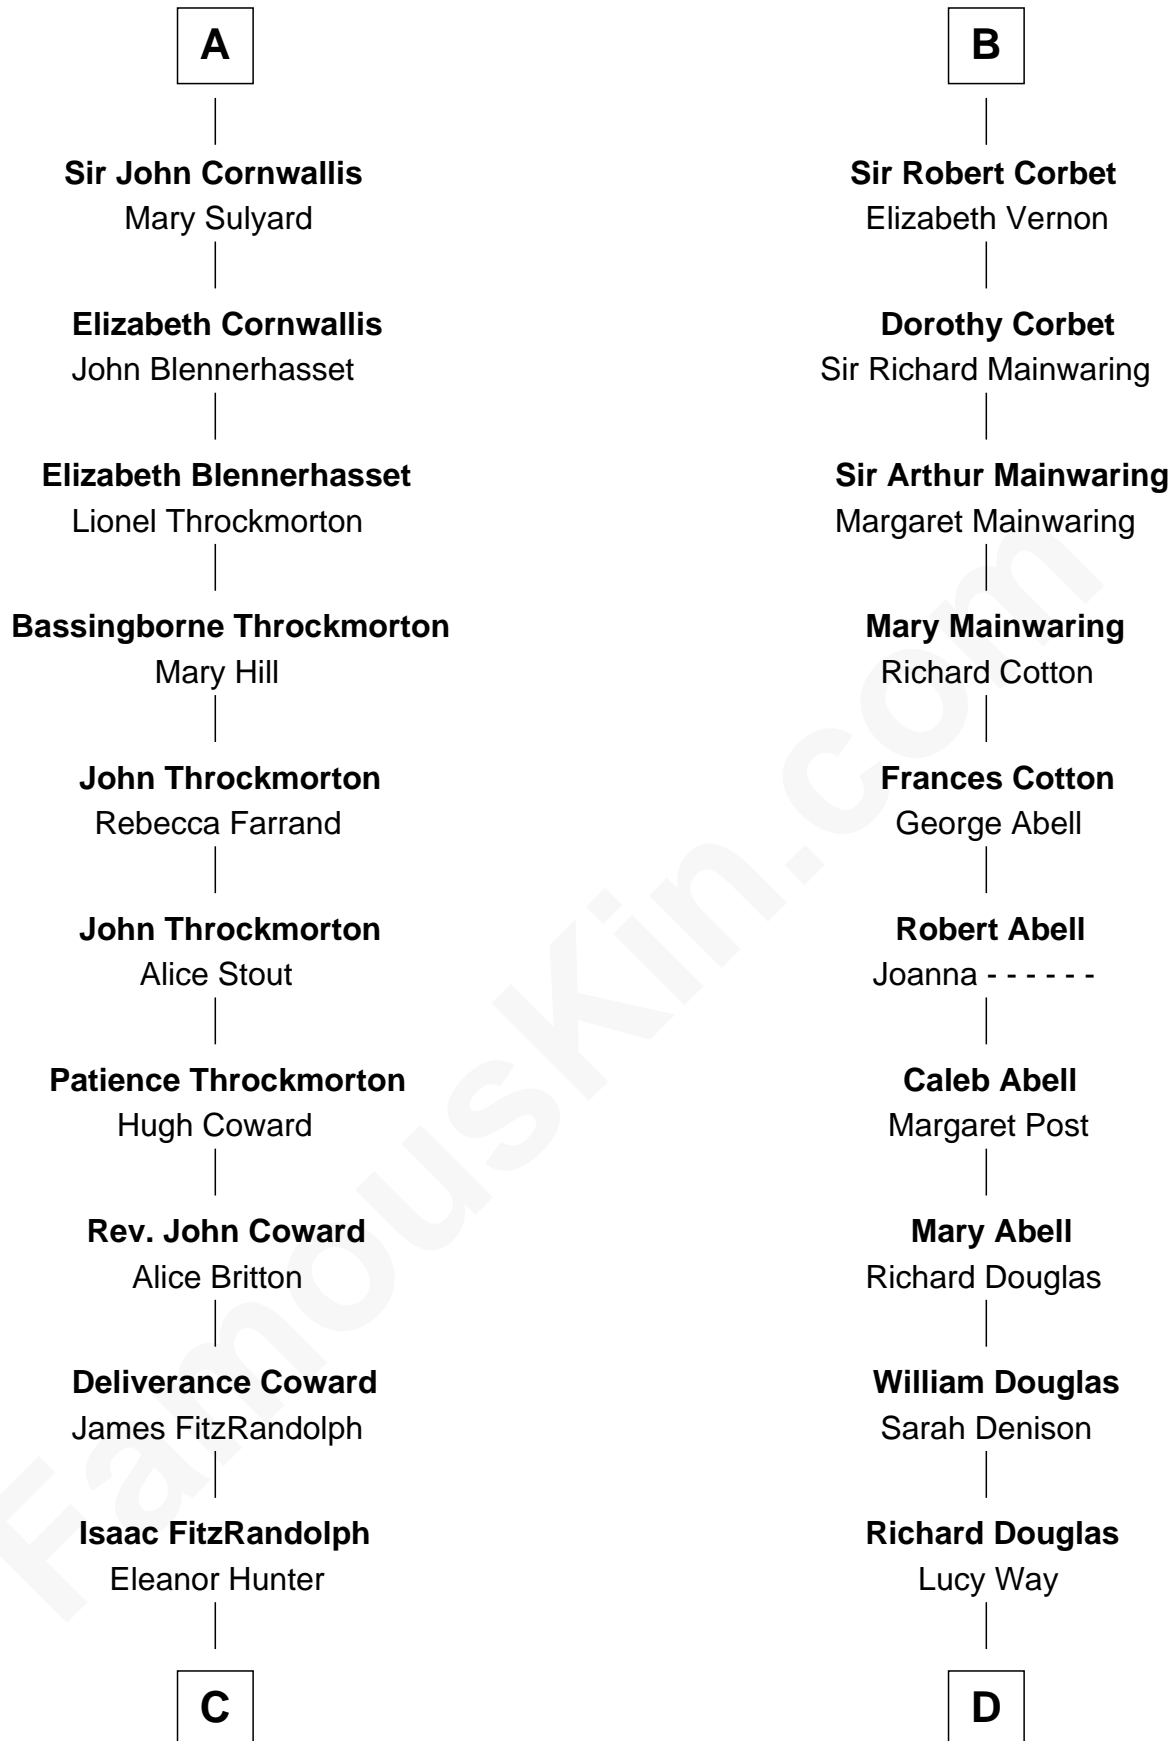 A
Sir John Cornwallis
Mary Sulyard
Elizabeth Cornwallis
John Blennerhasset
Elizabeth Blennerhasset
Lionel Throckmorton
Bassingborne Throckmorton
Mary Hill
John Throckmorton
Rebecca Farrand
John Throckmorton
Alice Stout
Patience Throckmorton
Hugh Coward
Rev. John Coward
Alice Britton
Deliverance Coward
James FitzRandolph
Isaac FitzRandolph
Eleanor Hunter
C
B
Sir Robert Corbet
Elizabeth Vernon
Dorothy Corbet
Sir Richard Mainwaring
Sir Arthur Mainwaring
Margaret Mainwaring
Mary Mainwaring
Richard Cotton
Frances Cotton
George Abell
Robert Abell
Joanna - - - - - -
Caleb Abell
Margaret Post
Mary Abell
Richard Douglas
William Douglas
Sarah Denison
Richard Douglas
Lucy Way
D
FamousKin.com